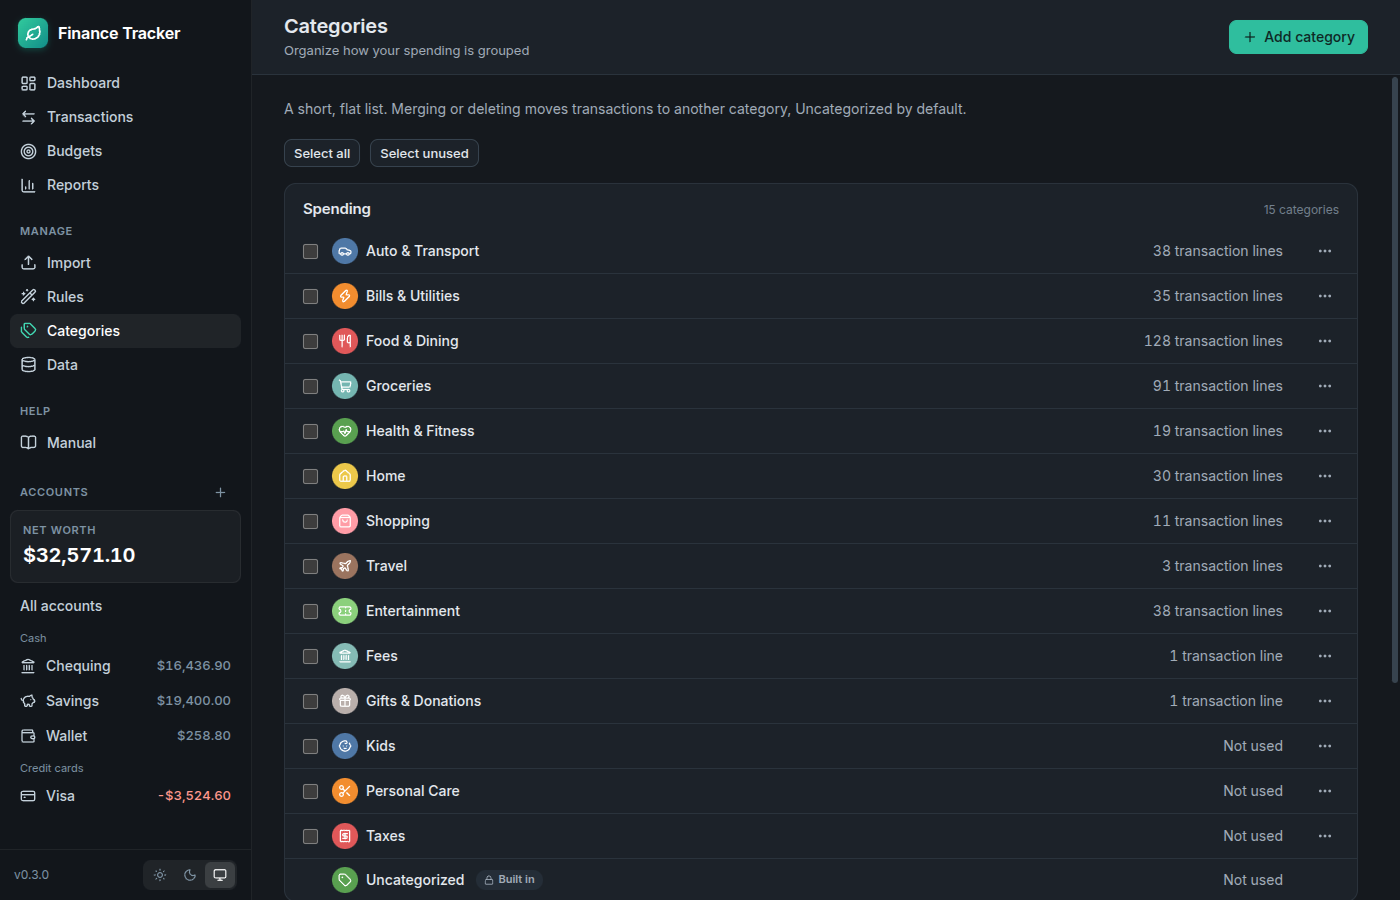 Finance Tracker
Dashboard
Transactions
Budgets
Reports
MANAGE
Import
Rules
Categories
Data
HELP
Manual
ACCOUNTS
NET WORTH
$32,571.10
All accounts
Cash
Chequing $16,436.90
Savings $19,400.00
Wallet $258.80
Credit cards
Visa -$3,524.60
v0.3.0
Categories
Organize how your spending is grouped
Add category
A short, flat list. Merging or deleting moves transactions to another category, Uncategorized by default.
Select all Select unused
Spending 15 categories
Auto & Transport 38 transaction lines
Bills & Utilities 35 transaction lines
Food & Dining 128 transaction lines
Groceries 91 transaction lines
Health & Fitness 19 transaction lines
Home 30 transaction lines
Shopping 11 transaction lines
Travel 3 transaction lines
Entertainment 38 transaction lines
Fees 1 transaction line
Gifts & Donations 1 transaction line
Kids Not used
Personal Care Not used
Taxes Not used
Uncategorized Built in Not used